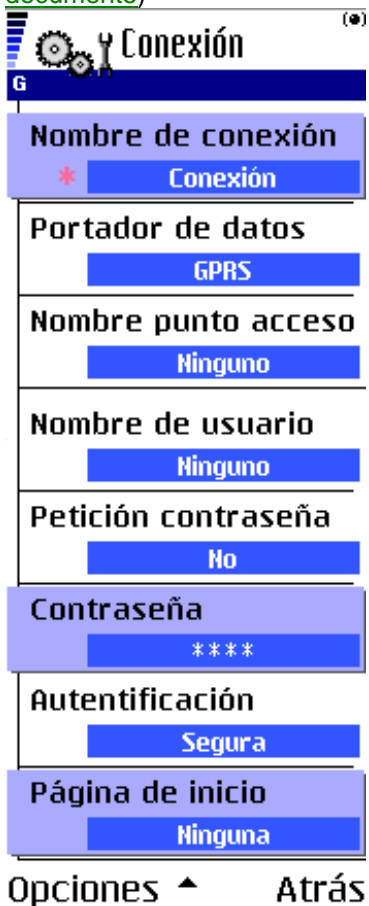 documento)
Conexión
G
Nombre de conexión
* Conexión
Portador de datos
GPRS
Nombre punto acceso
Ninguno
Nombre de usuario
Ninguno
Petición contraseña
No
Contraseña
****
Autentificación
Segura
Página de inicio
Ninguna
Opciones Atrás